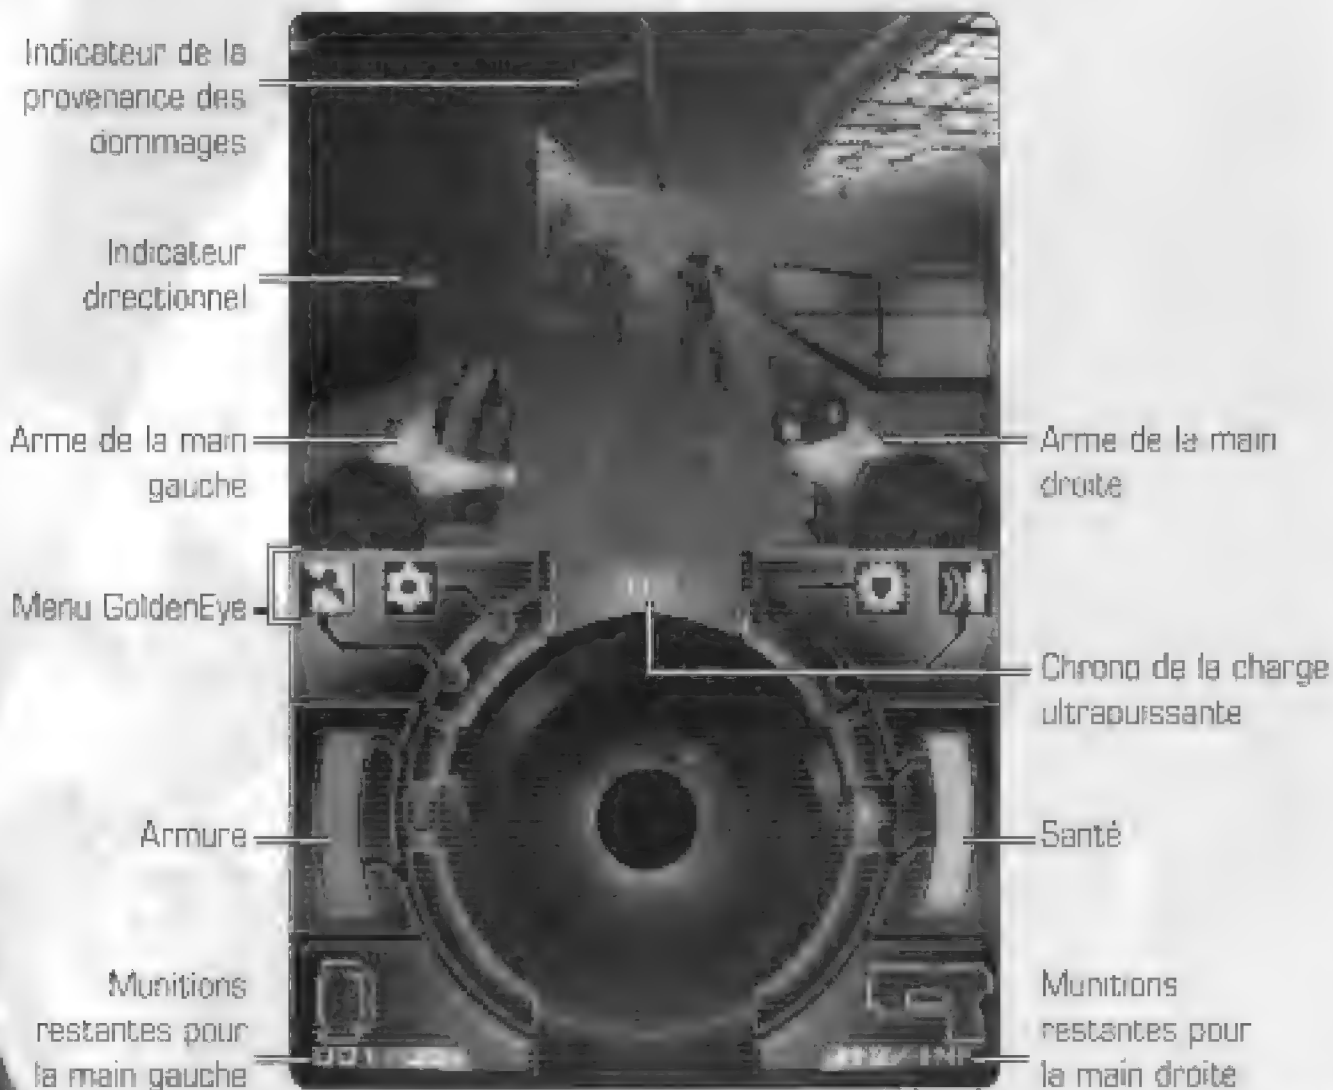 Indicateur de la
provenance des
dommages
Indicateur
directionnel
Arme de la main
gauche
Arme de la main
droite
Menu GoldenEye
Chrono de la charge
ultrapuissante
Armure
Santé
Munitions
restantes pour
la main gauche
Munitions
restantes pour
la main droite